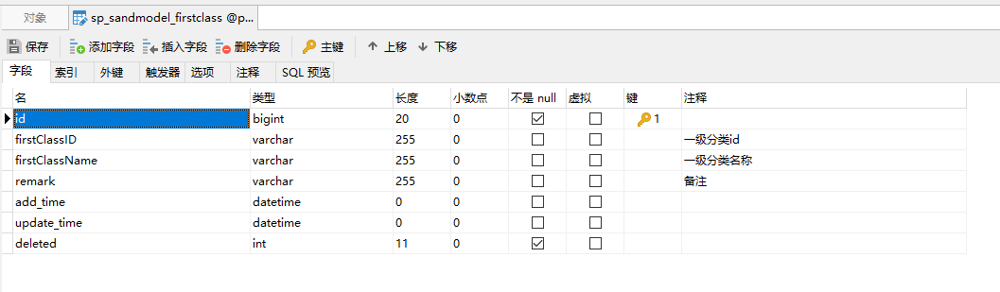 对象 sp_sandmodel_firstclass @p...
保存 添加字段 插入字段 删除字段 主键 上移 下移
字段 索引 外键 触发器 选项 注释 SQL 预览
名 类型 长度 小数点 不是 null 虚拟 键 注释
id bigint 20 0 1
firstClassID varchar 255 0 一级分类id
firstClassName varchar 255 0 一级分类名称
remark varchar 255 0 备注
add_time datetime 0 0
update_time datetime 0 0
deleted int 11 0